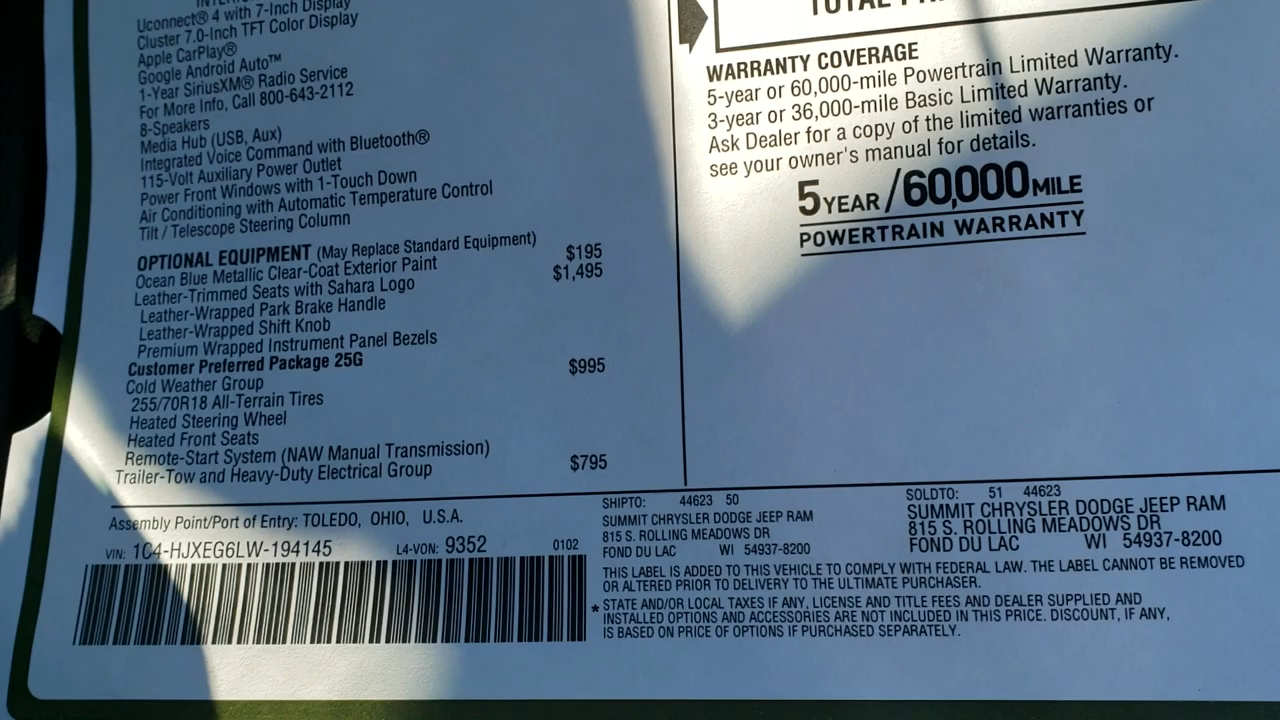 Uconnect® 4 with 7-Inch Display
Cluster 7.0-Inch TFT Color Display
Apple CarPlay®
Google Android Auto™
1-Year SiriusXM® Radio Service
For More Info, Call 800-643-2112
8-Speakers
Media Hub (USB, Aux)
Integrated Voice Command with Bluetooth®
115-Volt Auxiliary Power Outlet
Power Front Windows with 1-Touch Down
Air Conditioning with Automatic Temperature Control
Tilt / Telescope Steering Column
OPTIONAL EQUIPMENT (May Replace Standard Equipment)
Ocean Blue Metallic Clear-Coat Exterior Paint $195
Leather-Trimmed Seats with Sahara Logo $1,495
Leather-Wrapped Park Brake Handle
Leather-Wrapped Shift Knob
Premium Wrapped Instrument Panel Bezels
Customer Preferred Package 25G
Cold Weather Group $995
255/70R18 All-Terrain Tires
Heated Steering Wheel
Heated Front Seats
Remote-Start System (NAW Manual Transmission)
Trailer-Tow and Heavy-Duty Electrical Group $795
TOTAL
WARRANTY COVERAGE
5-year or 60,000-mile Powertrain Limited Warranty.
3-year or 36,000-mile Basic Limited Warranty.
Ask Dealer for a copy of the limited warranties or
see your owner's manual for details.
5 YEAR / 60,000 MILE
POWERTRAIN WARRANTY
Assembly Point/Port of Entry: TOLEDO, OHIO, U.S.A.
VIN: 1C4-HJXEG6LW-194145 L4-VON: 9352 0102
SHIPTO: 44623 50
SUMMIT CHRYSLER DODGE JEEP RAM
815 S. ROLLING MEADOWS DR
FOND DU LAC WI 54937-8200
SOLDTO: 51 44623
SUMMIT CHRYSLER DODGE JEEP RAM
815 S. ROLLING MEADOWS DR
FOND DU LAC WI 54937-8200
THIS LABEL IS ADDED TO THIS VEHICLE TO COMPLY WITH FEDERAL LAW. THE LABEL CANNOT BE REMOVED
OR ALTERED PRIOR TO DELIVERY TO THE ULTIMATE PURCHASER.
* STATE AND/OR LOCAL TAXES IF ANY, LICENSE AND TITLE FEES AND DEALER SUPPLIED AND
INSTALLED OPTIONS AND ACCESSORIES ARE NOT INCLUDED IN THIS PRICE. DISCOUNT, IF ANY,
IS BASED ON PRICE OF OPTIONS IF PURCHASED SEPARATELY.